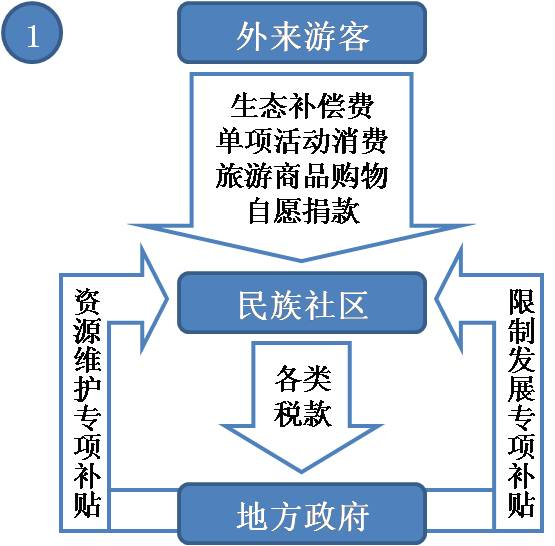 1
外来游客
生态补偿费
单项活动消费
旅游商品购物
自愿捐款
民族社区
资源维护专项补贴
限制发展专项补贴
各类
税款
地方政府